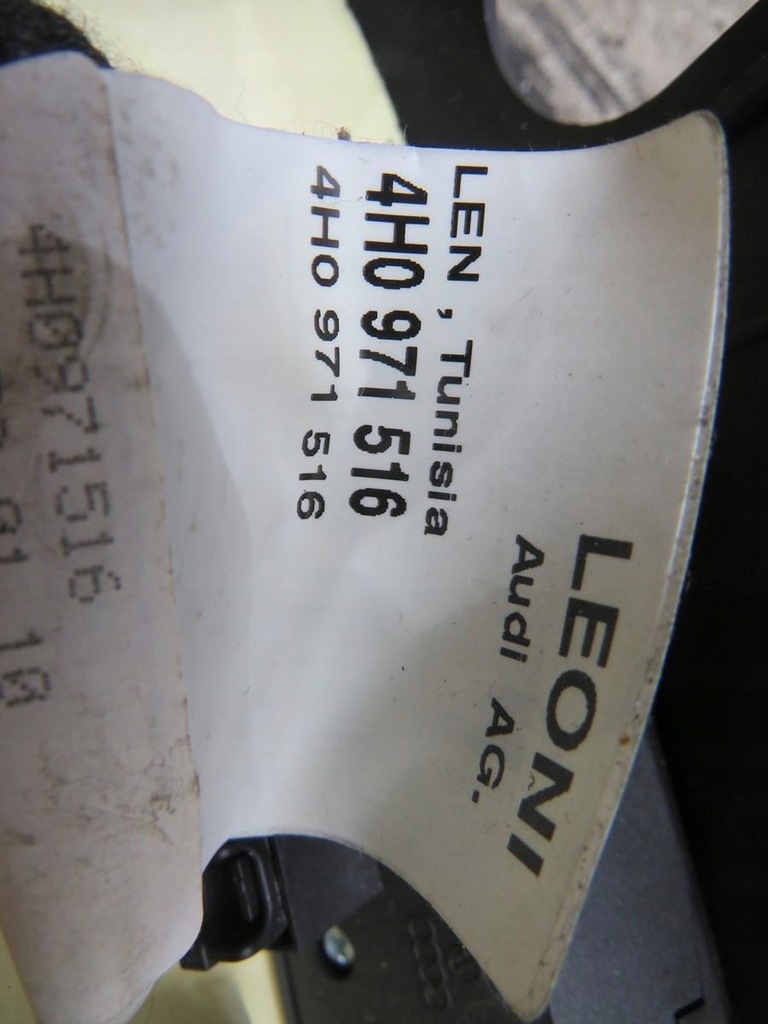 LEONI
Audi AG.
LEN , Tunisia
4H0 971 516
4H0 971 516
4H0971516